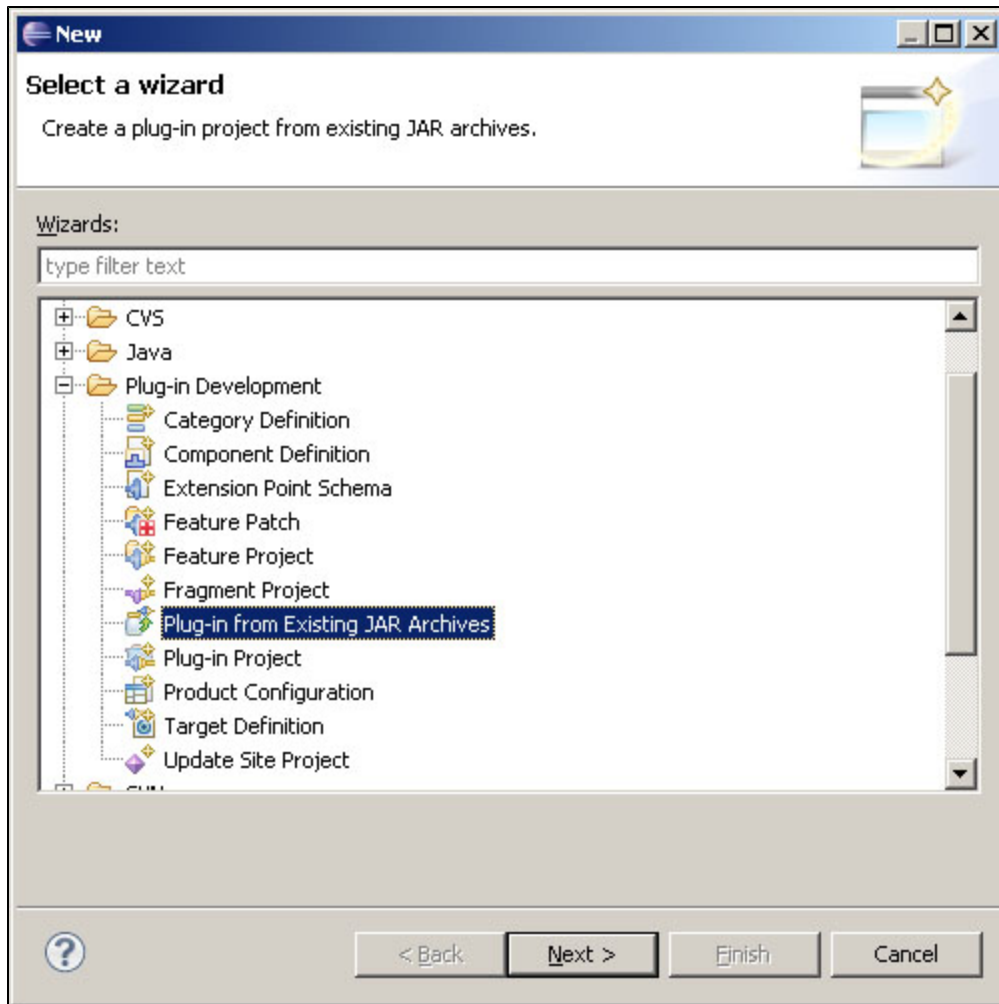 New
Select a wizard
Create a plug-in project from existing JAR archives.
Wizards:
type filter text
CVS
Java
Plug-in Development
Category Definition
Component Definition
Extension Point Schema
Feature Patch
Feature Project
Fragment Project
Plug-in from Existing JAR Archives
Plug-in Project
Product Configuration
Target Definition
Update Site Project
? < Back Next > Finish Cancel